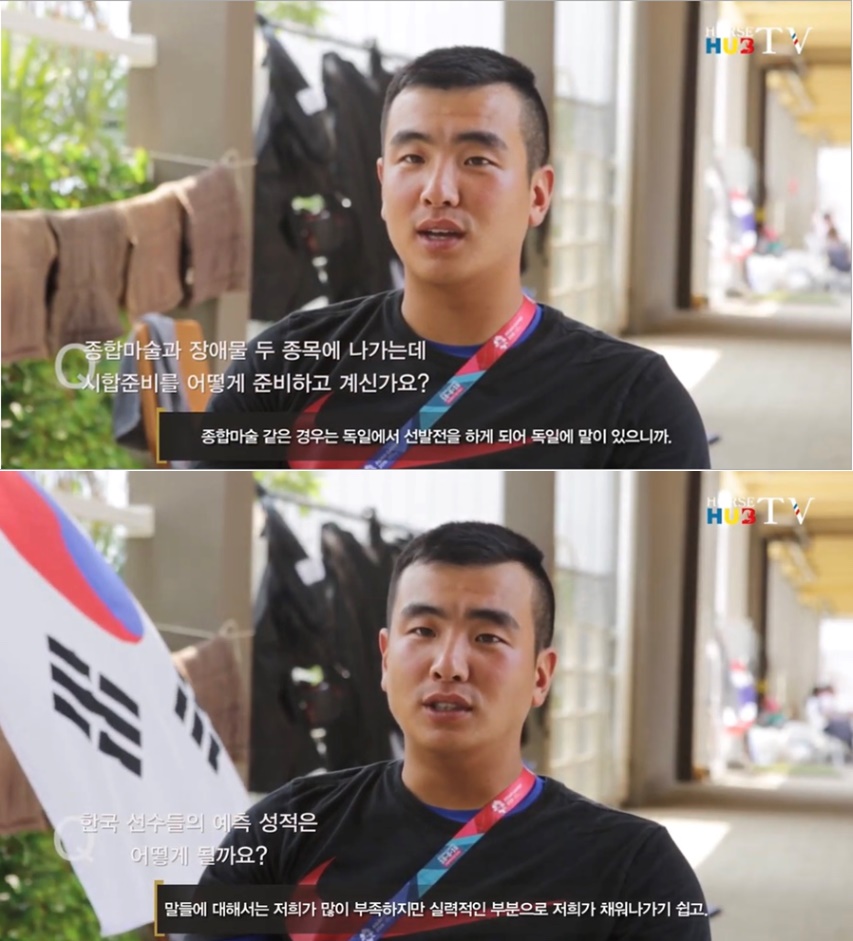 HORSE
HUB TV
Q
종합마술과 장애물 두 종목에 나가는데
시합준비를 어떻게 준비하고 계신가요?
종합마술 같은 경우는 독일에서 선발전을 하게 되어 독일에 말이 있으니까.
HORSE
HUB TV
Q
한국 선수들의 예측 성적은
어떻게 될까요?
말들에 대해서는 저희가 많이 부족하지만 실력적인 부분으로 저희가 채워나가기 쉽고.